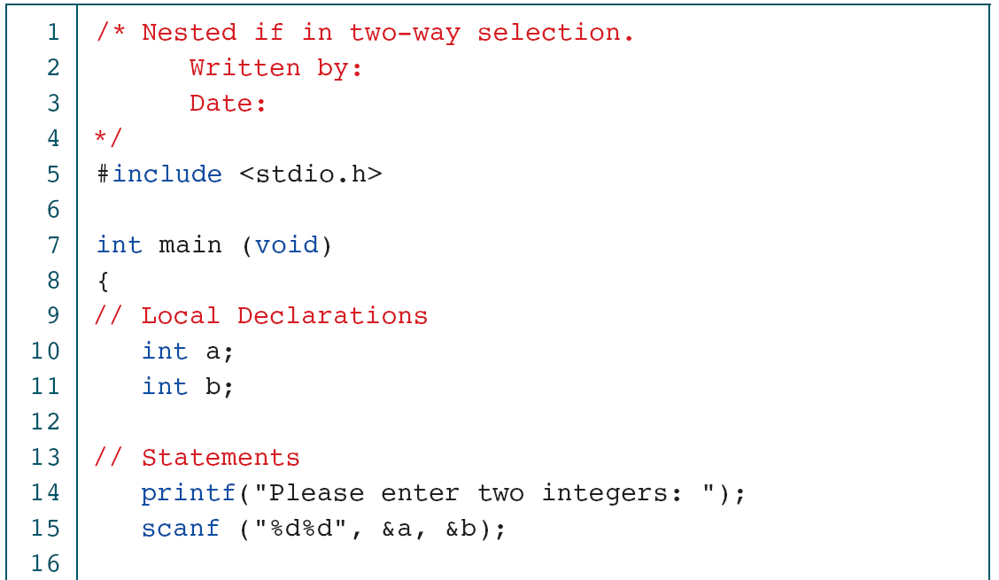 1 /* Nested if in two-way selection.
2 Written by:
3 Date:
4 */
5 #include <stdio.h>
6
7 int main (void)
8 {
9 // Local Declarations
10 int a;
11 int b;
12
13 // Statements
14 printf("Please enter two integers: ");
15 scanf ("%d%d", &a, &b);
16